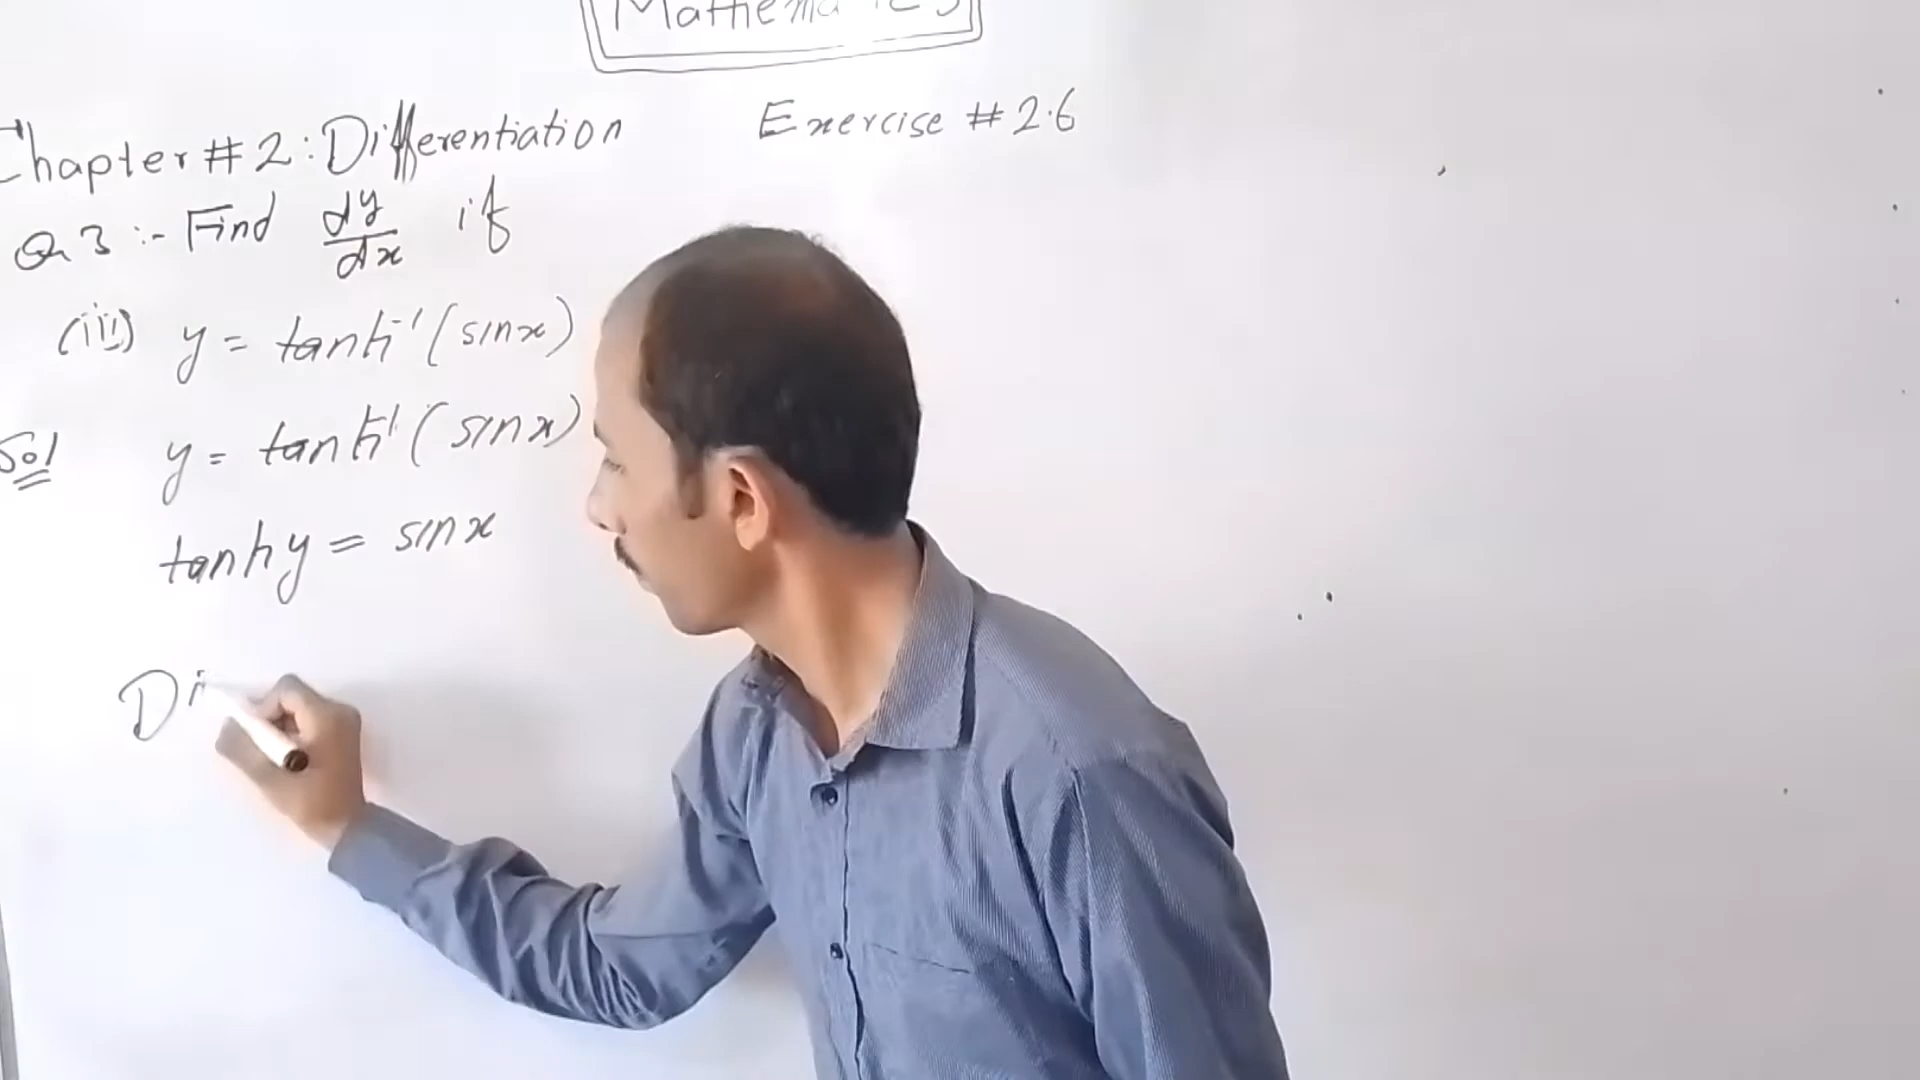 Mathematics
Chapter # 2 : Differentiation Exercise # 2.6
Q 3 :- Find dy/dx if
(iii) y = tanh⁻¹(sinx)
Sol y = tanh⁻¹(sinx)
tanhy = sinx
Di